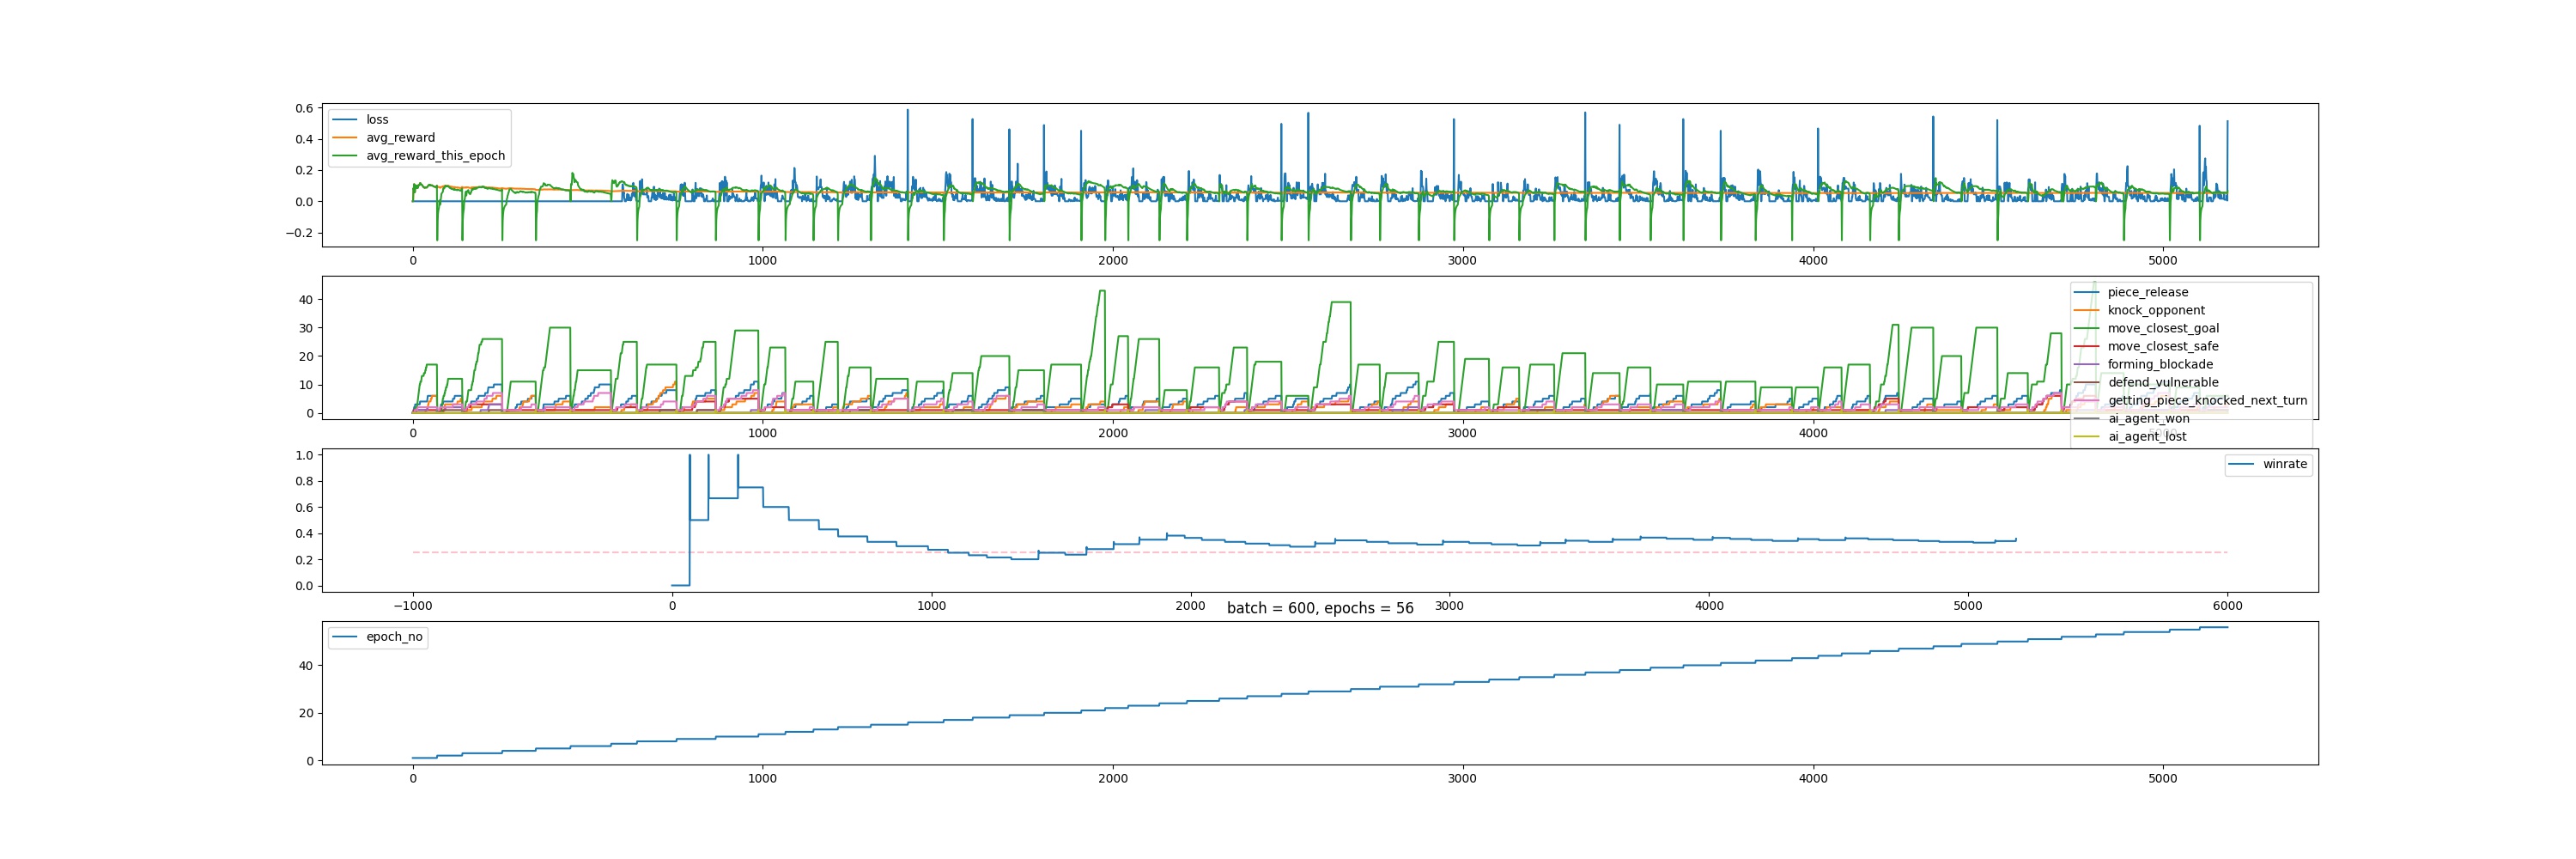 0.6
0.4
0.2
0.0
−0.2
loss
avg_reward
avg_reward_this_epoch
0 1000 2000 3000 4000 5000
40
30
20
10
0
piece_release
knock_opponent
move_closest_goal
move_closest_safe
forming_blockade
defend_vulnerable
getting_piece_knocked_next_turn
ai_agent_won
ai_agent_lost
0 1000 2000 3000 4000 5000
1.0
0.8
0.6
0.4
0.2
0.0
winrate
−1000 0 1000 2000 3000 4000 5000 6000
batch = 600, epochs = 56
40
20
0
epoch_no
0 1000 2000 3000 4000 5000